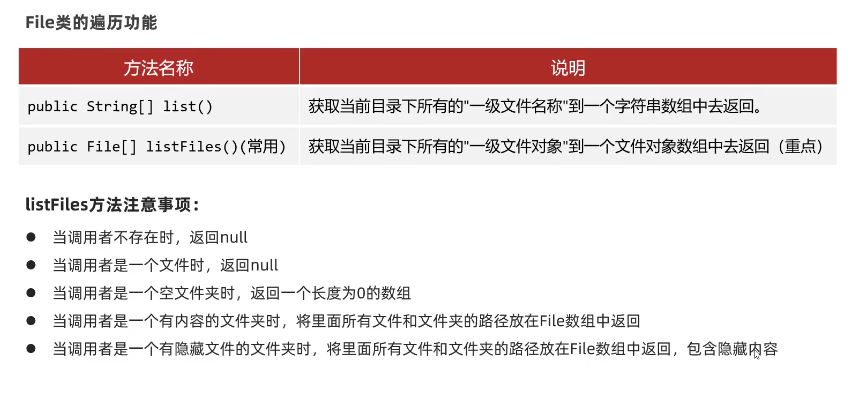 File类的遍历功能
方法名称 说明
public String[] list() 获取当前目录下所有的"一级文件名称"到一个字符串数组中去返回。
public File[] listFiles()(常用) 获取当前目录下所有的"一级文件对象"到一个文件对象数组中去返回（重点）
listFiles方法注意事项：
● 当调用者不存在时，返回null
● 当调用者是一个文件时，返回null
● 当调用者是一个空文件夹时，返回一个长度为0的数组
● 当调用者是一个有内容的文件夹时，将里面所有文件和文件夹的路径放在File数组中返回
● 当调用者是一个有隐藏文件的文件夹时，将里面所有文件和文件夹的路径放在File数组中返回，包含隐藏内容